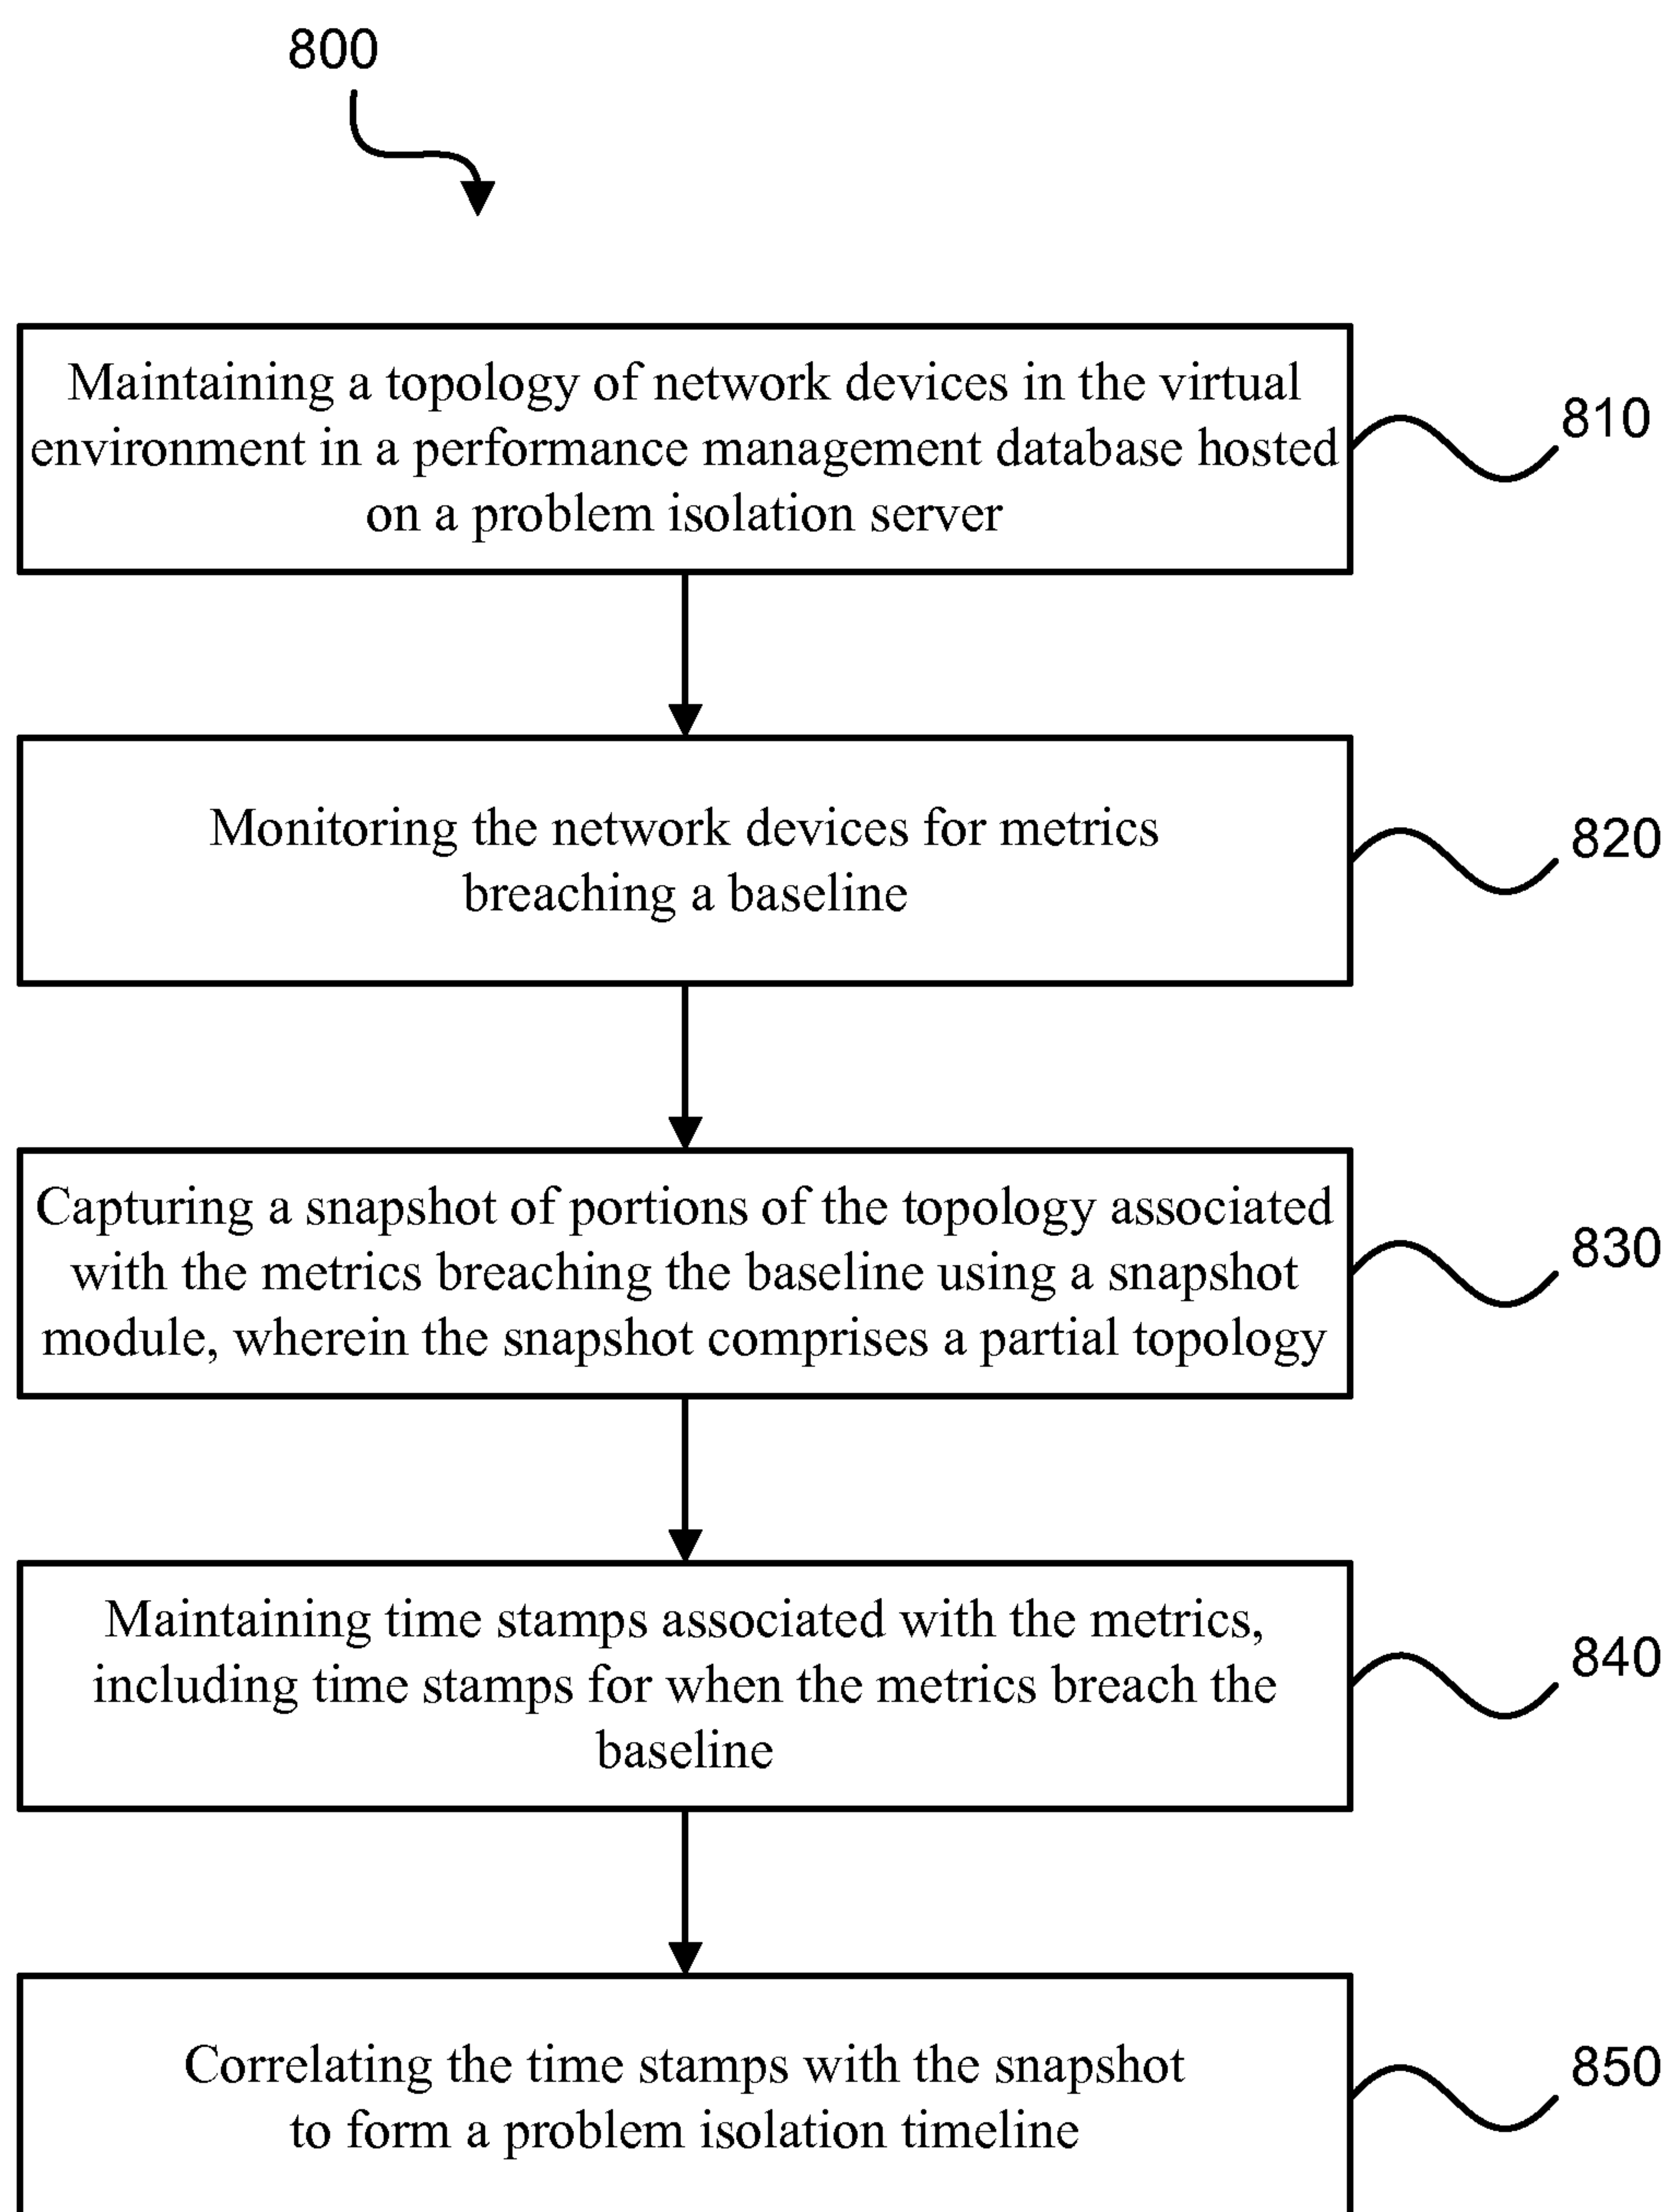 800
Maintaining a topology of network devices in the virtual
environment in a performance management database hosted
on a problem isolation server
810
Monitoring the network devices for metrics
breaching a baseline
820
Capturing a snapshot of portions of the topology associated
with the metrics breaching the baseline using a snapshot
module, wherein the snapshot comprises a partial topology
830
Maintaining time stamps associated with the metrics,
including time stamps for when the metrics breach the
baseline
840
Correlating the time stamps with the snapshot
to form a problem isolation timeline
850